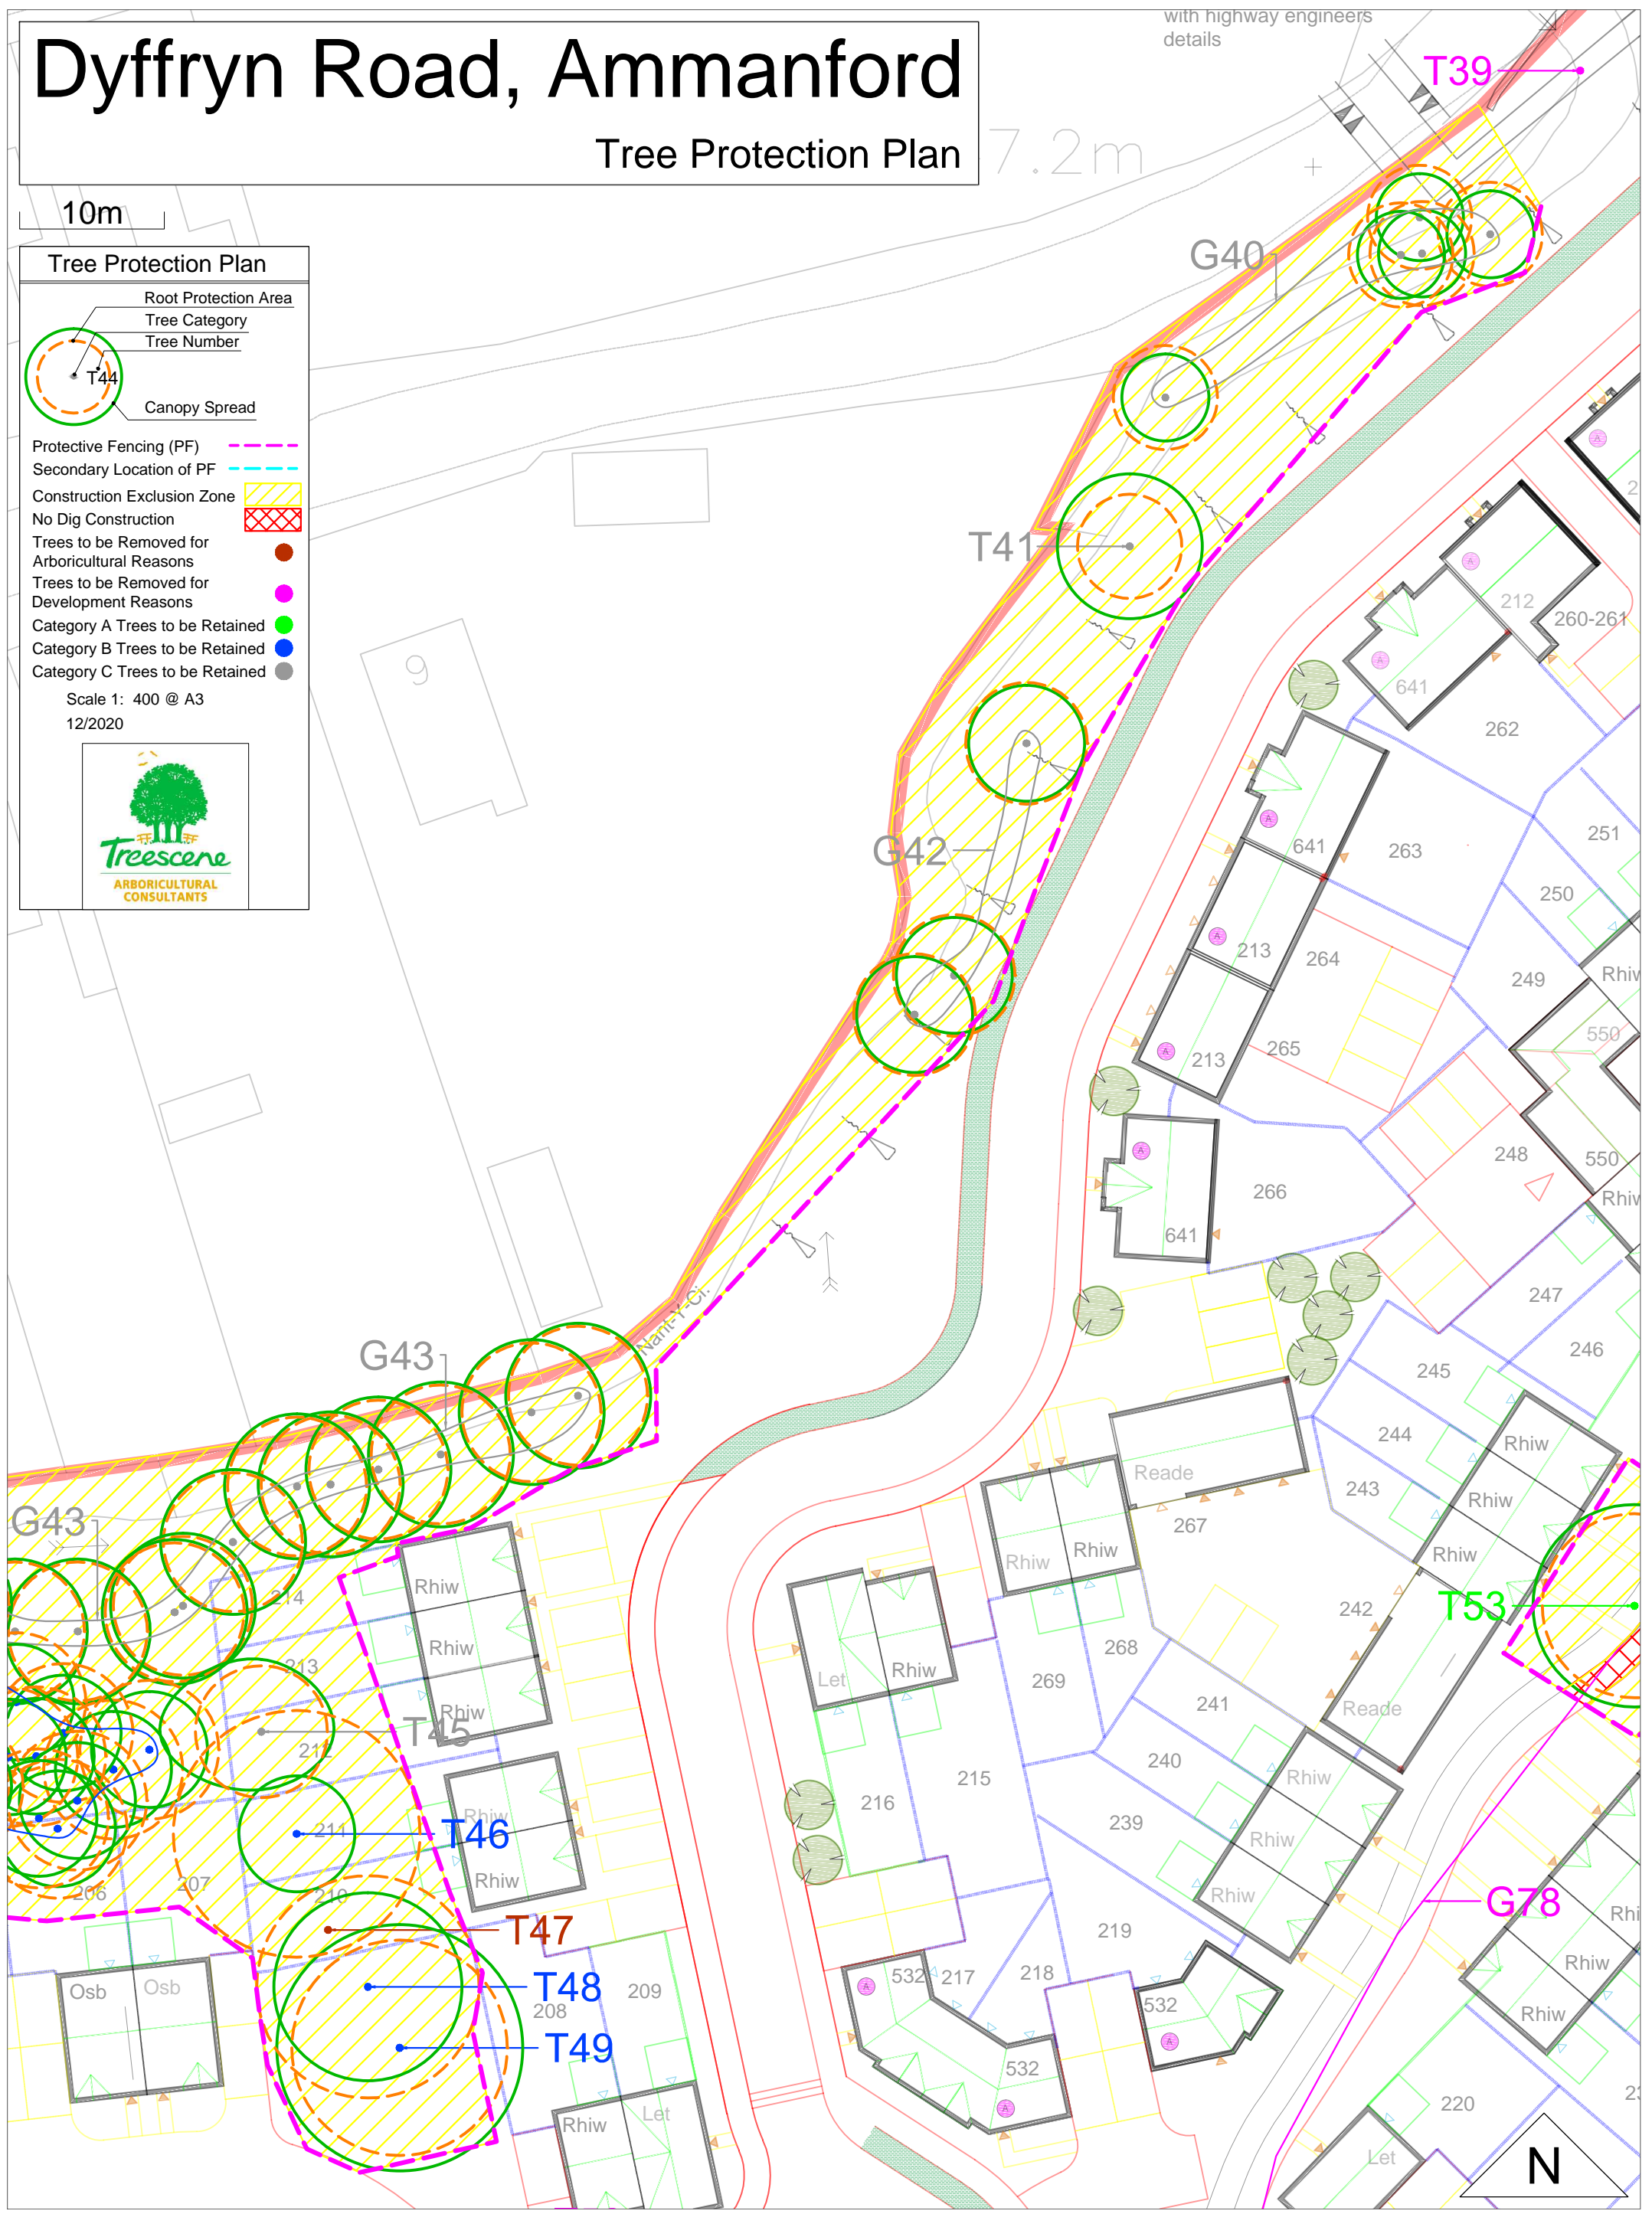 Dyffryn Road, Ammanford
Tree Protection Plan
10m
Tree Protection Plan
Root Protection Area
Tree Category
Tree Number
T44
Canopy Spread
Protective Fencing (PF)
Secondary Location of PF
Construction Exclusion Zone
No Dig Construction
Trees to be Removed for
Arboricultural Reasons
Trees to be Removed for
Development Reasons
Category A Trees to be Retained
Category B Trees to be Retained
Category C Trees to be Retained
Scale 1: 400 @ A3
12/2020
Treescene
ARBORICULTURAL
CONSULTANTS
with highway engineers
details
7.2m
T39
G40
T41
G42
G43
G43
T45
T46
T47
T48
T49
T53
G78
9
Nant-Y-Ci.
212
260-261
641
262
641
263
251
250
213
264
249
Rhiw
550
213
265
248
550
Rhiw
266
641
247
246
245
244
243
242
Rhiw
Rhiw
Rhiw
Reade
267
Reade
Rhiw
Rhiw
Let
Rhiw
268
269
241
240
239
215
216
Rhiw
Rhiw
Rhiw
219
218
217
532
532
532
214
213
212
211
210
207
206
Rhiw
Rhiw
Rhiw
Rhiw
Rhiw
Osb
Osb
208
209
Rhiw
Let
Rhiw
Rhiw
220
Let
N